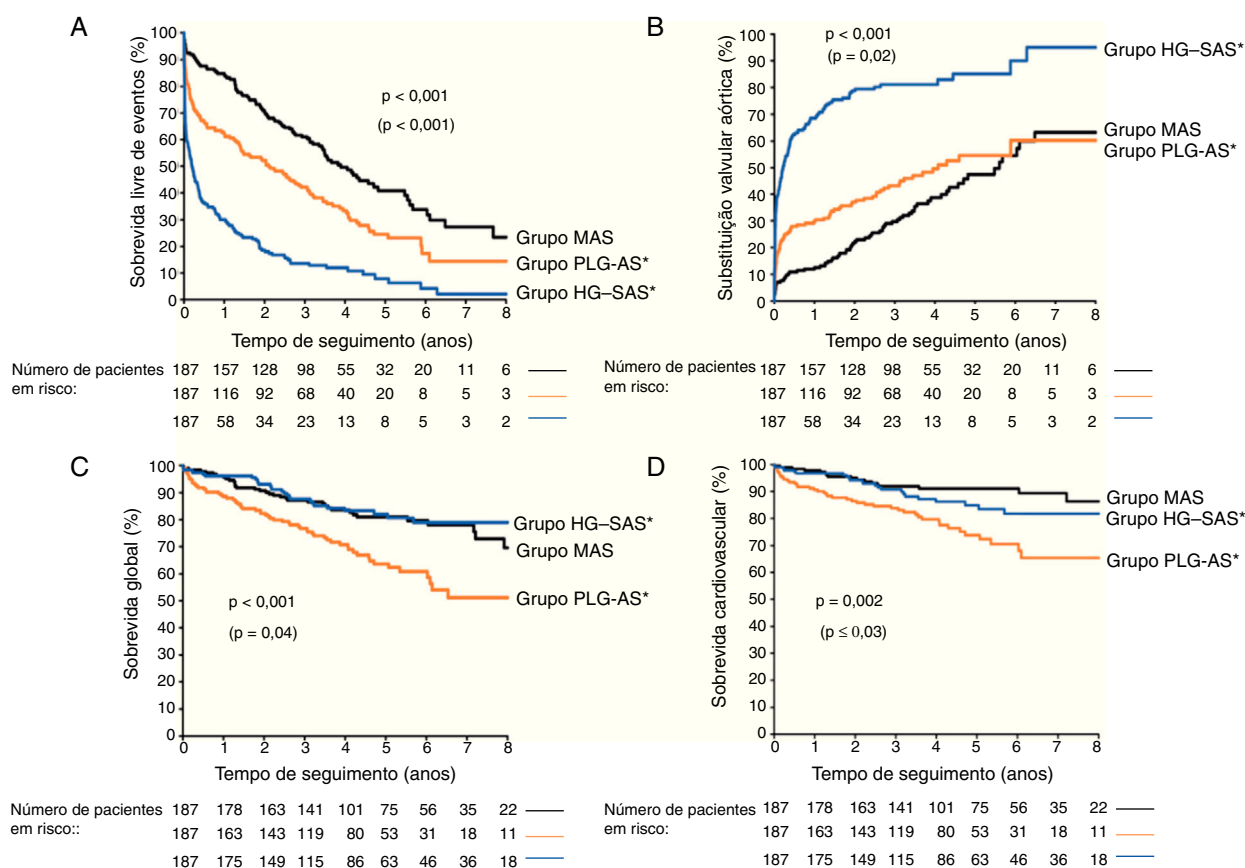 A
Sobrevida livre de eventos (%)
100
90
80
70
60
50
40
30
20
10
0
p < 0,001
(p < 0,001)
Grupo MAS
Grupo PLG-AS*
Grupo HG–SAS*
0 1 2 3 4 5 6 7 8
Tempo de seguimento (anos)
Número de pacientes em risco:
187 157 128 98 55 32 20 11 6
187 116 92 68 40 20 8 5 3
187 58 34 23 13 8 5 3 2
B
Substituição valvular aórtica (%)
100
90
80
70
60
50
40
30
20
10
0
p < 0,001
(p = 0,02)
Grupo HG–SAS*
Grupo MAS
Grupo PLG-AS*
0 1 2 3 4 5 6 7 8
Tempo de seguimento (anos)
Número de pacientes em risco:
187 157 128 98 55 32 20 11 6
187 116 92 68 40 20 8 5 3
187 58 34 23 13 8 5 3 2
C
Sobrevida global (%)
100
90
80
70
60
50
40
30
20
10
0
p < 0,001
(p = 0,04)
Grupo HG–SAS*
Grupo MAS
Grupo PLG-AS*
0 1 2 3 4 5 6 7 8
Tempo de seguimento (anos)
Número de pacientes em risco::
187 178 163 141 101 75 56 35 22
187 163 143 119 80 53 31 18 11
187 175 149 115 86 63 46 36 18
D
Sobrevida cardiovascular (%)
100
90
80
70
60
50
40
30
20
10
0
p = 0,002
(p ≤ 0,03)
Grupo MAS
Grupo HG–SAS*
Grupo PLG-AS*
0 1 2 3 4 5 6 7 8
Tempo de seguimento (anos)
Número de pacientes em risco:
187 178 163 141 101 75 56 35 22
187 163 143 119 80 53 31 18 11
187 175 149 115 86 63 46 36 18